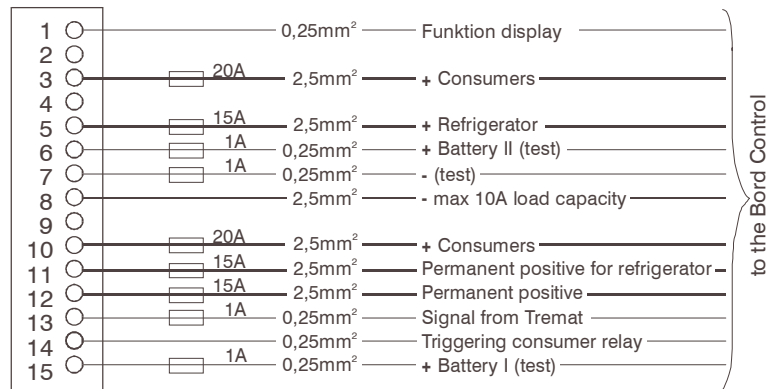 1 0,25mm² Funktion display
2
3 20A 2,5mm² + Consumers
4
5 15A 2,5mm² + Refrigerator
6 1A 0,25mm² + Battery II (test)
7 1A 0,25mm² - (test)
8 2,5mm² - max 10A load capacity
9
10 20A 2,5mm² + Consumers
11 15A 2,5mm² Permanent positive for refrigerator
12 15A 2,5mm² Permanent positive
13 1A 0,25mm² Signal from Tremat
14 0,25mm² Triggering consumer relay
15 1A 0,25mm² + Battery I (test)
to the Bord Control